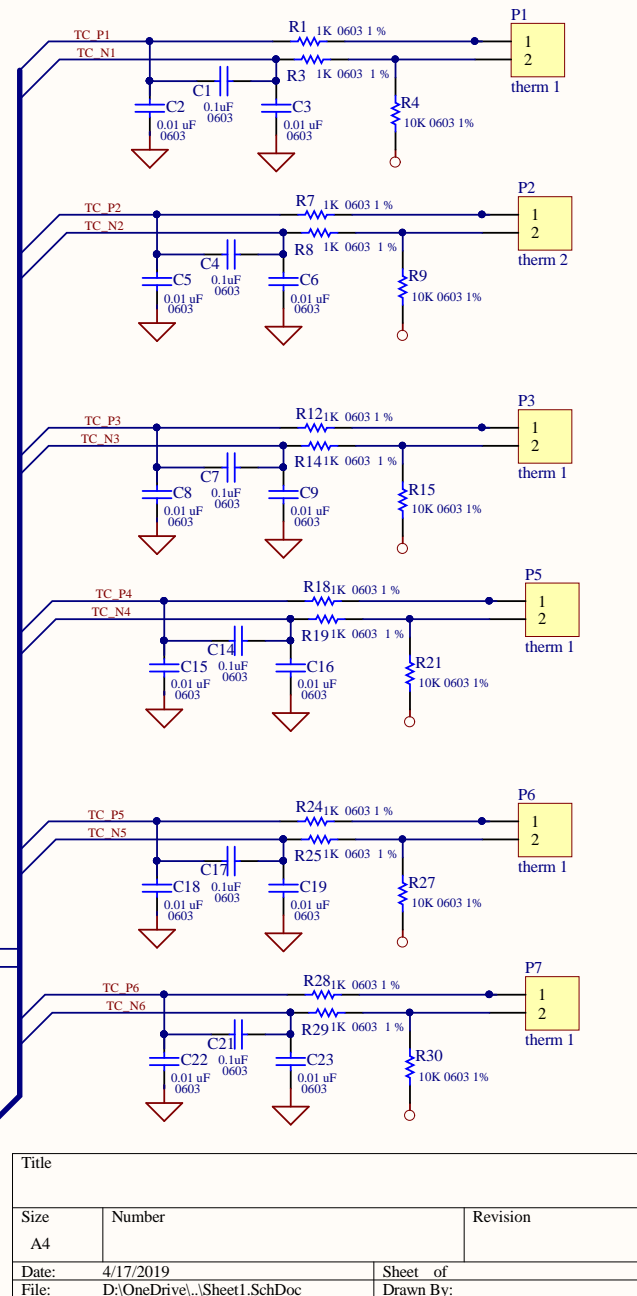 P1
TC_P1 R1 1K 0603 1 % 1
TC_N1 R3 1K 0603 1 % 2
C1 therm 1
C2 0.1uF C3 R4
0.01 uF 0603 0.01 uF 10K 0603 1%
0603 0603
P2
TC_P2 R7 1K 0603 1 % 1
TC_N2 R8 1K 0603 1 % 2
C4 therm 2
C5 0.1uF C6 R9
0.01 uF 0603 0.01 uF 10K 0603 1%
0603 0603
P3
TC_P3 R12 1K 0603 1 % 1
TC_N3 R14 1K 0603 1 % 2
C7 therm 1
C8 0.1uF C9 R15
0.01 uF 0603 0.01 uF 10K 0603 1%
0603 0603
P5
TC_P4 R18 1K 0603 1 % 1
TC_N4 R19 1K 0603 1 % 2
C14 therm 1
C15 0.1uF C16 R21
0.01 uF 0603 0.01 uF 10K 0603 1%
0603 0603
P6
TC_P5 R24 1K 0603 1 % 1
TC_N5 R25 1K 0603 1 % 2
C17 therm 1
C18 0.1uF C19 R27
0.01 uF 0603 0.01 uF 10K 0603 1%
0603 0603
P7
TC_P6 R28 1K 0603 1 % 1
TC_N6 R29 1K 0603 1 % 2
C21 therm 1
C22 0.1uF C23 R30
0.01 uF 0603 0.01 uF 10K 0603 1%
0603 0603
Title
Size Number Revision
A4
Date: 4/17/2019 Sheet of
File: D:\OneDrive\..\Sheet1.SchDoc Drawn By: